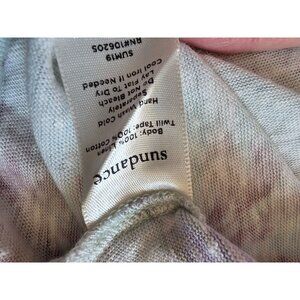 sundance
Body: 100% Linen
Twill Tape: 100% Cotton
Hand Wash Cold
Separately
Do Not Bleach
Lay Flat To Dry
Cool Iron If Needed
SUM19
RN#106205